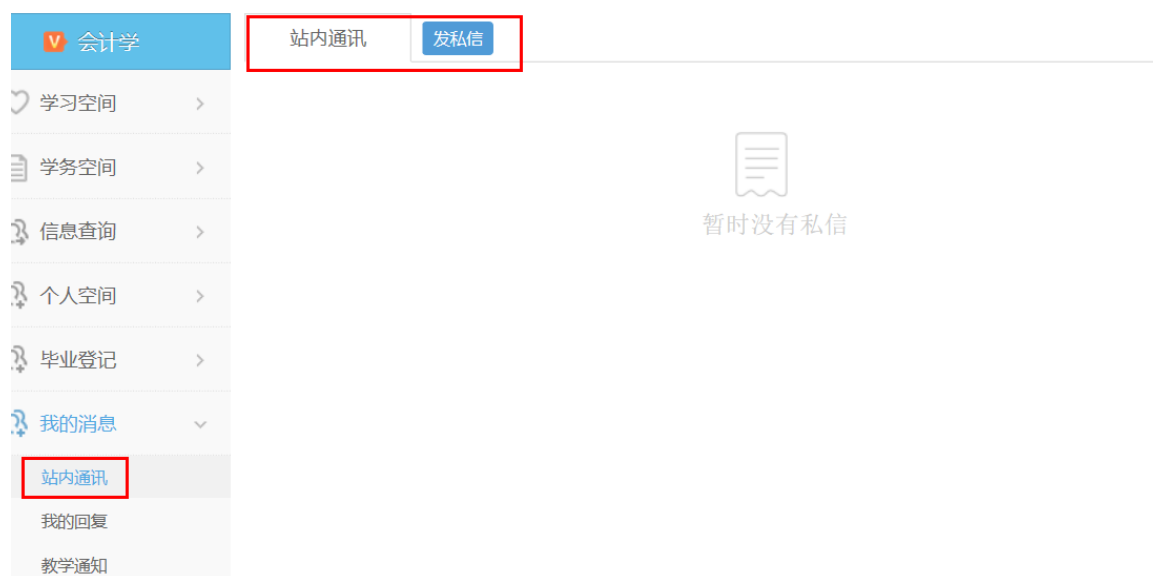 V 会计学
站内通讯 发私信
学习空间
学务空间
信息查询
个人空间
毕业登记
我的消息
站内通讯
我的回复
教学通知
暂时没有私信